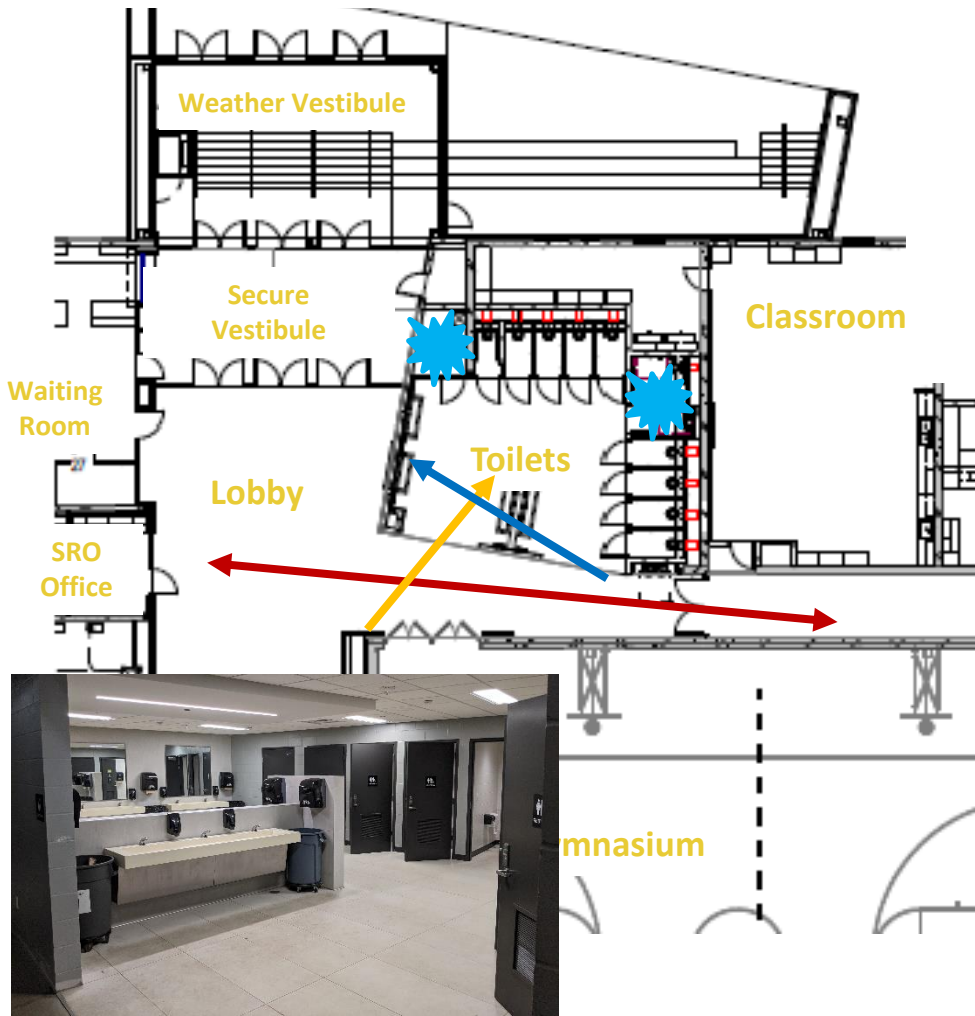 Weather Vestibule
Secure
Vestibule
Classroom
Waiting
Room
Toilets
Lobby
SRO
Office
mnasium